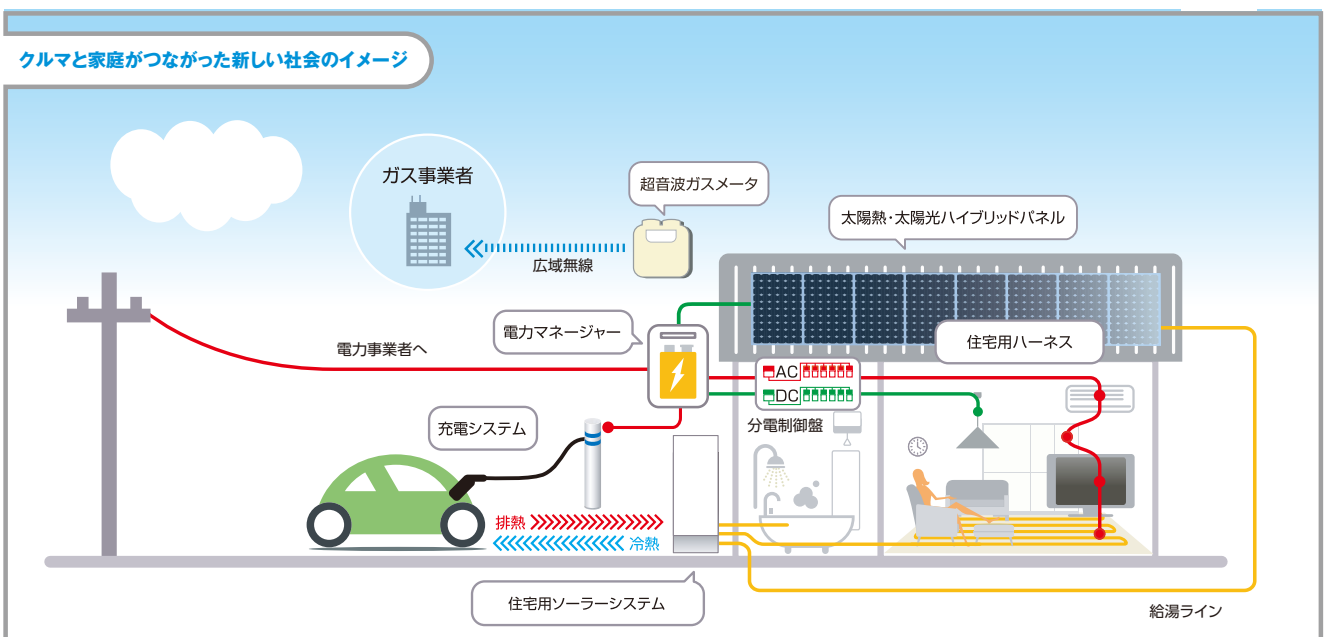 クルマと家庭がつながった新しい社会のイメージ
ガス事業者
超音波ガスメータ
広域無線
太陽熱・太陽光ハイブリッドパネル
電力マネージャー
電力事業者へ
住宅用ハーネス
AC
DC
分電制御盤
充電システム
排熱
冷熱
住宅用ソーラーシステム
給湯ライン